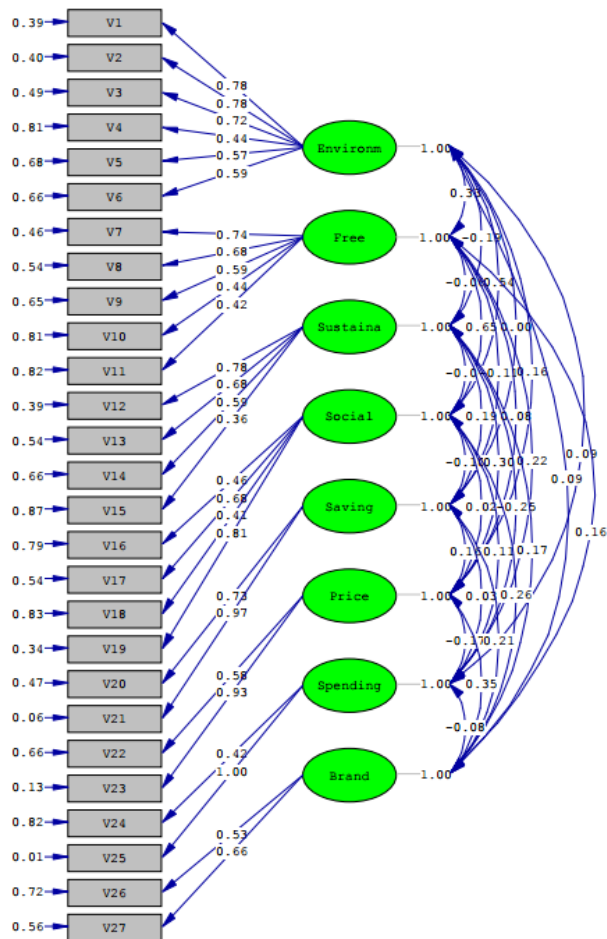 0.39 V1
0.40 V2
0.49 V3
0.81 V4
0.68 V5
0.66 V6
0.46 V7
0.54 V8
0.65 V9
0.81 V10
0.82 V11
0.39 V12
0.54 V13
0.66 V14
0.87 V15
0.79 V16
0.54 V17
0.83 V18
0.34 V19
0.47 V20
0.06 V21
0.66 V22
0.13 V23
0.82 V24
0.01 V25
0.72 V26
0.56 V27
0.78
0.78
0.72
0.44
0.57
0.59
0.74
0.68
0.59
0.44
0.42
0.78
0.68
0.59
0.36
0.46
0.68
0.41
0.81
0.73
0.97
0.58
0.93
0.42
1.00
0.53
0.66
Environm 1.00
Free 1.00
Sustaina 1.00
Social 1.00
Saving 1.00
Price 1.00
Spending 1.00
Brand 1.00
0.33
-0.19
0.54
0.65 0.00
0.16
-0.11
0.19 0.08
0.09
0.30 0.22
0.09
0.02 -0.25
0.16
0.11 0.17
0.03 0.26
0.21
0.35
-0.08